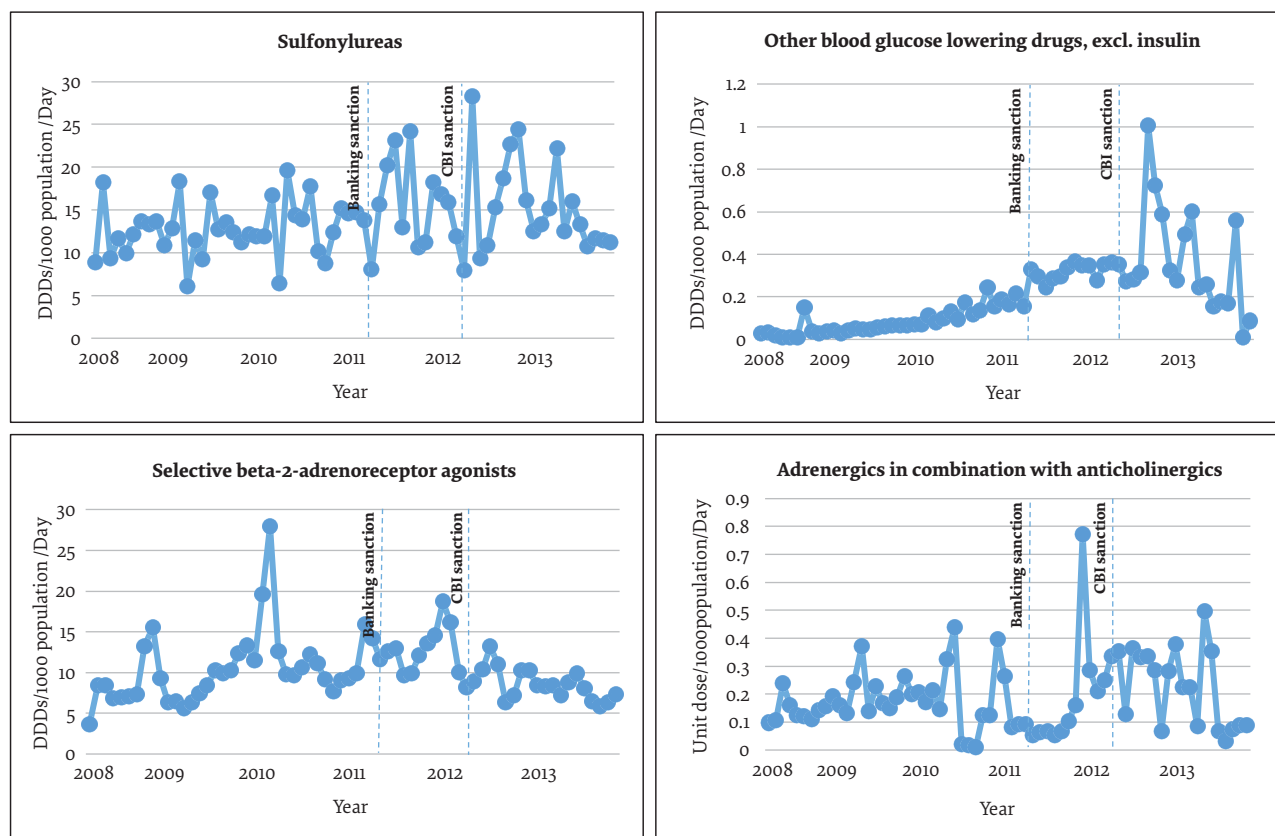 Sulfonylureas
DDDs/1000 population /Day
30
25
20
15
10
5
0
Banking sanction
CBI sanction
2008 2009 2010 2011 2012 2013
Year
Other blood glucose lowering drugs, excl. insulin
DDDs/1000 population /Day
1.2
1
0.8
0.6
0.4
0.2
0
Banking sanction
CBI sanction
2008 2009 2010 2011 2012 2013
Year
Selective beta-2-adrenoreceptor agonists
DDDs/1000 population /Day
30
25
20
15
10
5
0
Banking sanction
CBI sanction
2008 2009 2010 2011 2012 2013
Year
Adrenergics in combination with anticholinergics
Unit dose/1000population/Day
0.9
0.8
0.7
0.6
0.5
0.4
0.3
0.2
0.1
0
Banking sanction
CBI sanction
2008 2009 2010 2011 2012 2013
Year